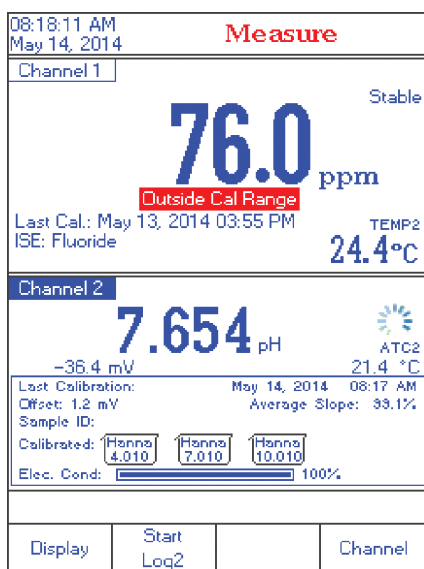 08:18:11 AM
May 14, 2014
Measure
Channel 1
Stable
76.0 ppm
Outside Cal Range
Last Cal.: May 13, 2014 03:55 PM
ISE: Fluoride
TEMP2
24.4°C
Channel 2
7.654 pH
ATC2
-36.4 mV
21.4 °C
Last Calibration: May 14, 2014 08:17 AM
Offset: 1.2 mV Average Slope: 99.1%
Sample ID:
Calibrated: Hanna 4.010 Hanna 7.010 Hanna 10.010
Elec. Cond: 100%
Display Start Log2 Channel